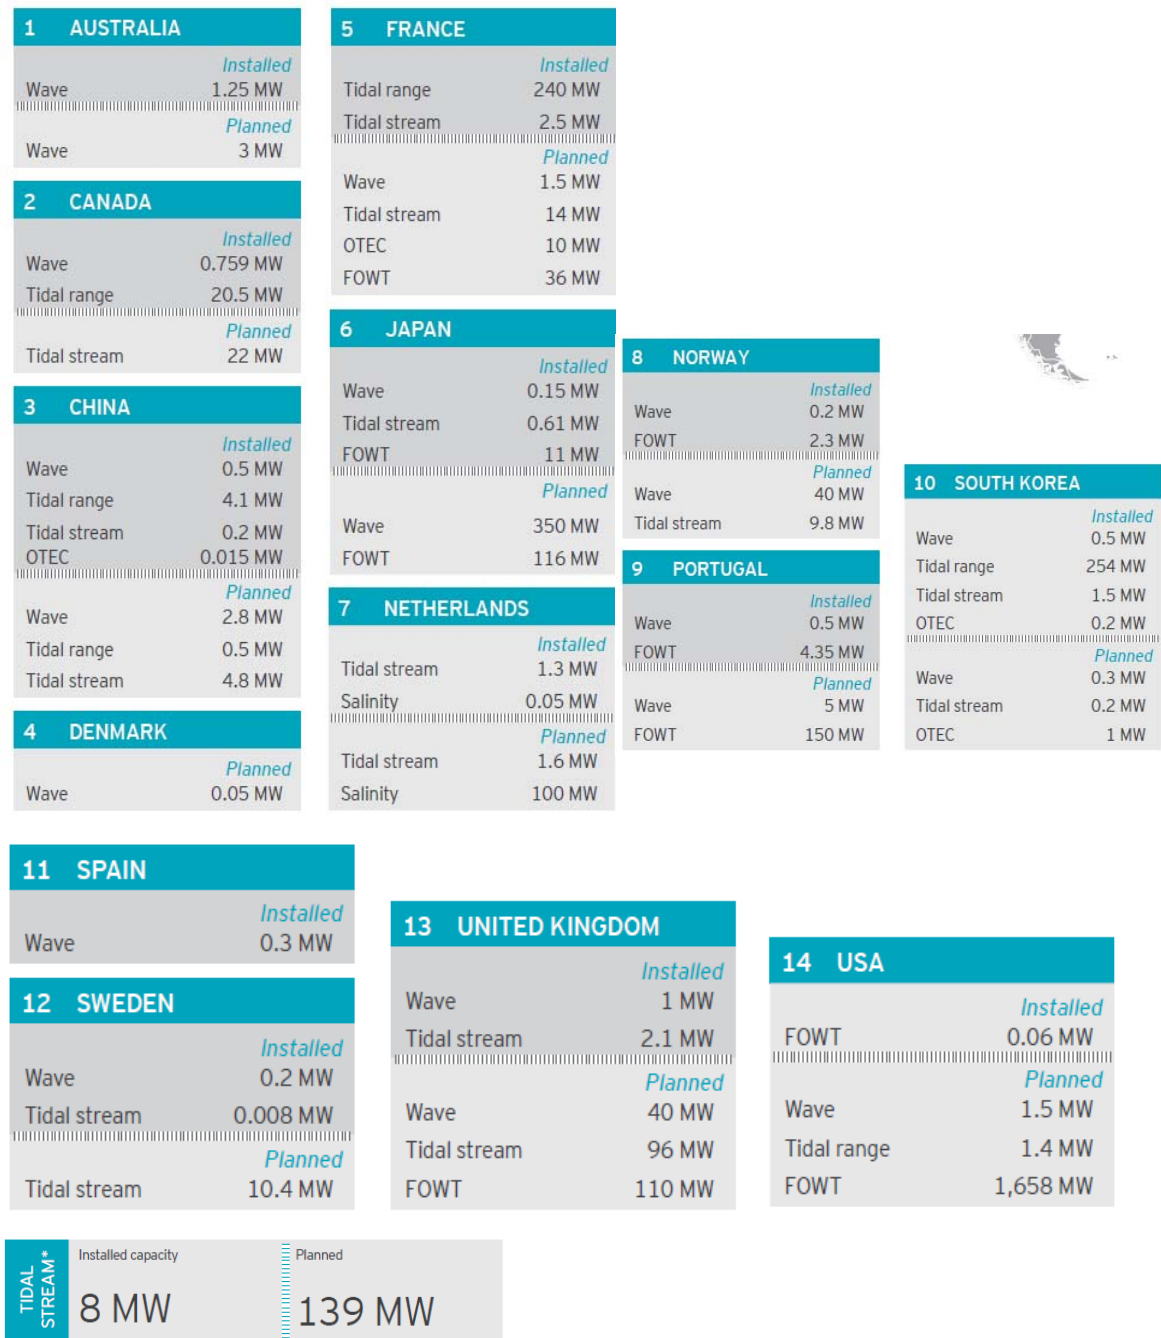 1 AUSTRALIA
Installed
Wave 1.25 MW
Planned
Wave 3 MW
2 CANADA
Installed
Wave 0.759 MW
Tidal range 20.5 MW
Planned
Tidal stream 22 MW
3 CHINA
Installed
Wave 0.5 MW
Tidal range 4.1 MW
Tidal stream 0.2 MW
OTEC 0.015 MW
Planned
Wave 2.8 MW
Tidal range 0.5 MW
Tidal stream 4.8 MW
4 DENMARK
Planned
Wave 0.05 MW
5 FRANCE
Installed
Tidal range 240 MW
Tidal stream 2.5 MW
Planned
Wave 1.5 MW
Tidal stream 14 MW
OTEC 10 MW
FOWT 36 MW
6 JAPAN
Installed
Wave 0.15 MW
Tidal stream 0.61 MW
FOWT 11 MW
Planned
Wave 350 MW
FOWT 116 MW
7 NETHERLANDS
Installed
Tidal stream 1.3 MW
Salinity 0.05 MW
Planned
Tidal stream 1.6 MW
Salinity 100 MW
8 NORWAY
Installed
Wave 0.2 MW
FOWT 2.3 MW
Planned
Wave 40 MW
Tidal stream 9.8 MW
9 PORTUGAL
Installed
Wave 0.5 MW
FOWT 4.35 MW
Planned
Wave 5 MW
FOWT 150 MW
10 SOUTH KOREA
Installed
Wave 0.5 MW
Tidal range 254 MW
Tidal stream 1.5 MW
OTEC 0.2 MW
Planned
Wave 0.3 MW
Tidal stream 0.2 MW
OTEC 1 MW
11 SPAIN
Installed
Wave 0.3 MW
12 SWEDEN
Installed
Wave 0.2 MW
Tidal stream 0.008 MW
Planned
Tidal stream 10.4 MW
13 UNITED KINGDOM
Installed
Wave 1 MW
Tidal stream 2.1 MW
Planned
Wave 40 MW
Tidal stream 96 MW
FOWT 110 MW
14 USA
Installed
FOWT 0.06 MW
Planned
Wave 1.5 MW
Tidal range 1.4 MW
FOWT 1,658 MW
TIDAL
STREAM*
Installed capacity
8 MW
Planned
139 MW